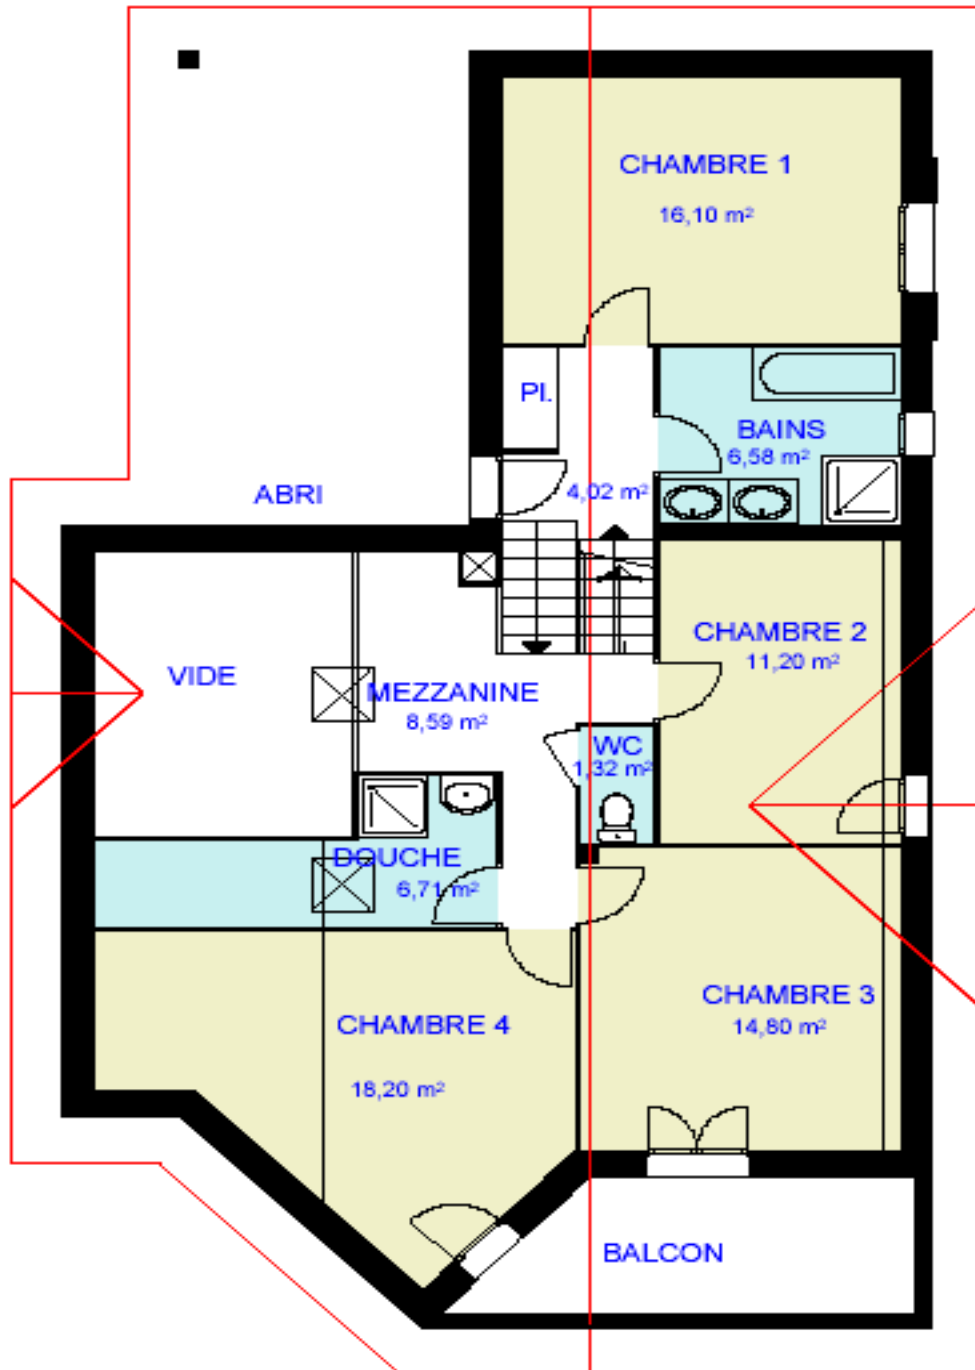 CHAMBRE 1
16,10 m²
Pl.
BAINS
6,58 m²
4,02 m²
ABRI
CHAMBRE 2
11,20 m²
VIDE
MEZZANINE
8,59 m²
WC
1,32 m²
DOUCHE
6,71 m²
CHAMBRE 3
14,80 m²
CHAMBRE 4
18,20 m²
BALCON